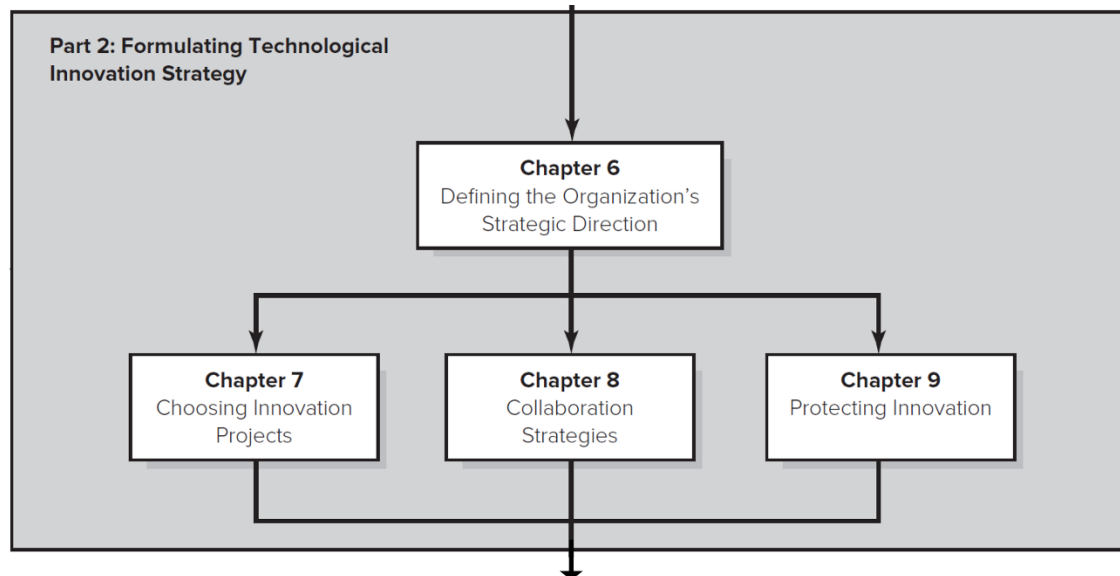 Part 2: Formulating Technological
Innovation Strategy
Chapter 6
Defining the Organization’s
Strategic Direction
Chapter 7
Choosing Innovation
Projects
Chapter 8
Collaboration
Strategies
Chapter 9
Protecting Innovation